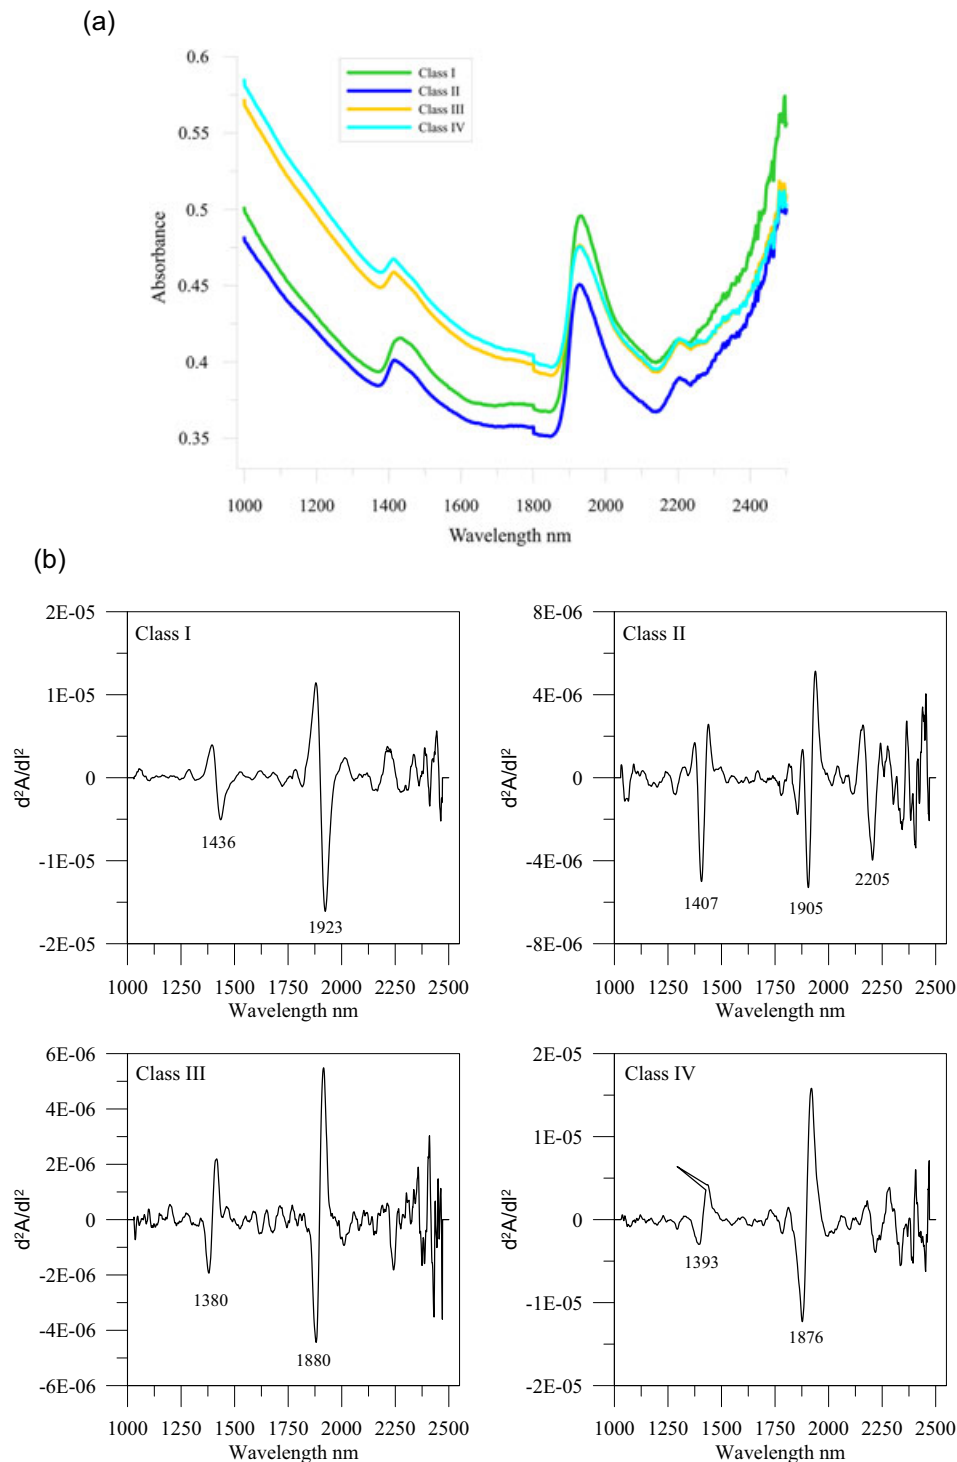 (a)
0.6
0.55
0.5
0.45
0.4
0.35
Absorbance
Class I
Class II
Class III
Class IV
1000 1200 1400 1600 1800 2000 2200 2400
Wavelength nm
(b)
2E-05
1E-05
0
-1E-05
-2E-05
d²A/dl²
Class I
1436
1923
1000 1250 1500 1750 2000 2250 2500
Wavelength nm
8E-06
4E-06
0
-4E-06
-8E-06
d²A/dl²
Class II
1407
1905
2205
1000 1250 1500 1750 2000 2250 2500
Wavelength nm
6E-06
4E-06
2E-06
0
-2E-06
-4E-06
-6E-06
d²A/dl²
Class III
1380
1880
1000 1250 1500 1750 2000 2250 2500
Wavelength nm
2E-05
1E-05
0
-1E-05
-2E-05
d²A/dl²
Class IV
1393
1876
1000 1250 1500 1750 2000 2250 2500
Wavelength nm